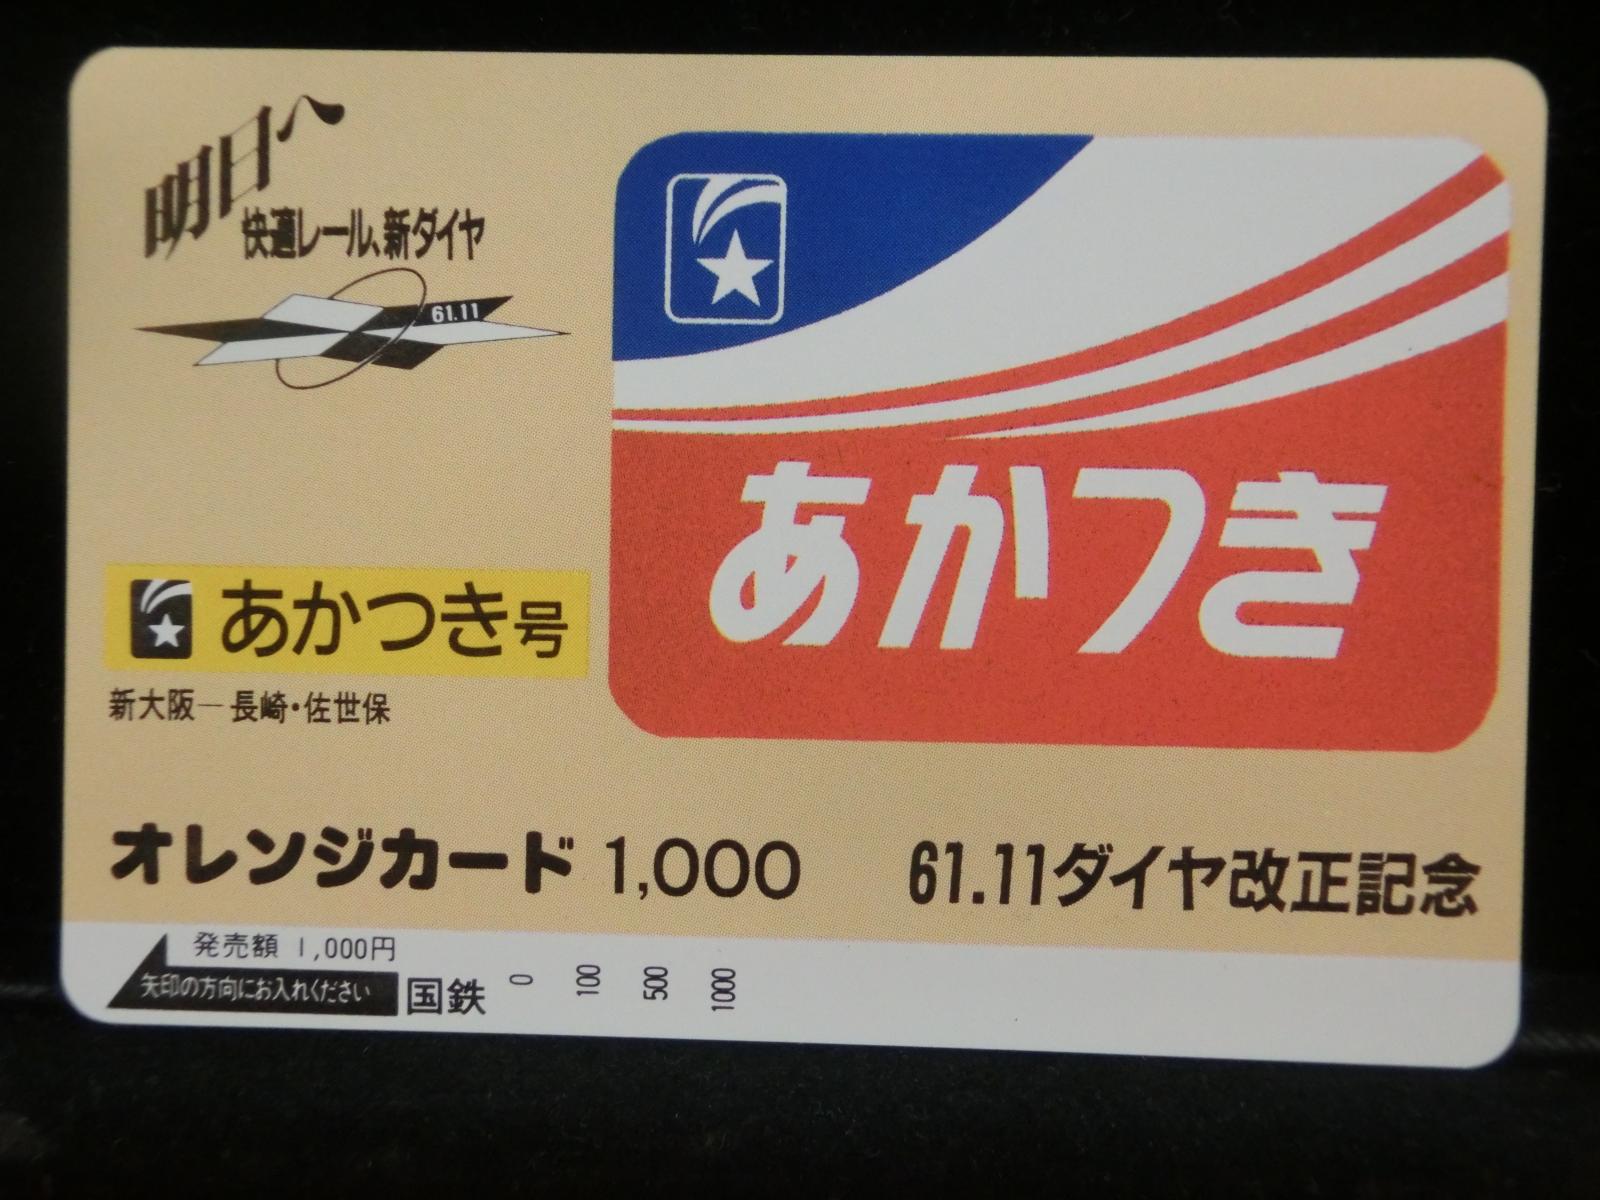 明日へ
快適レール、新ダイヤ
61.11
あかつき
あかつき号
新大阪―長崎・佐世保
オレンジカード 1,000
61.11ダイヤ改正記念
発売額 1,000円
矢印の方向にお入れください
国鉄
0 100 500 1000